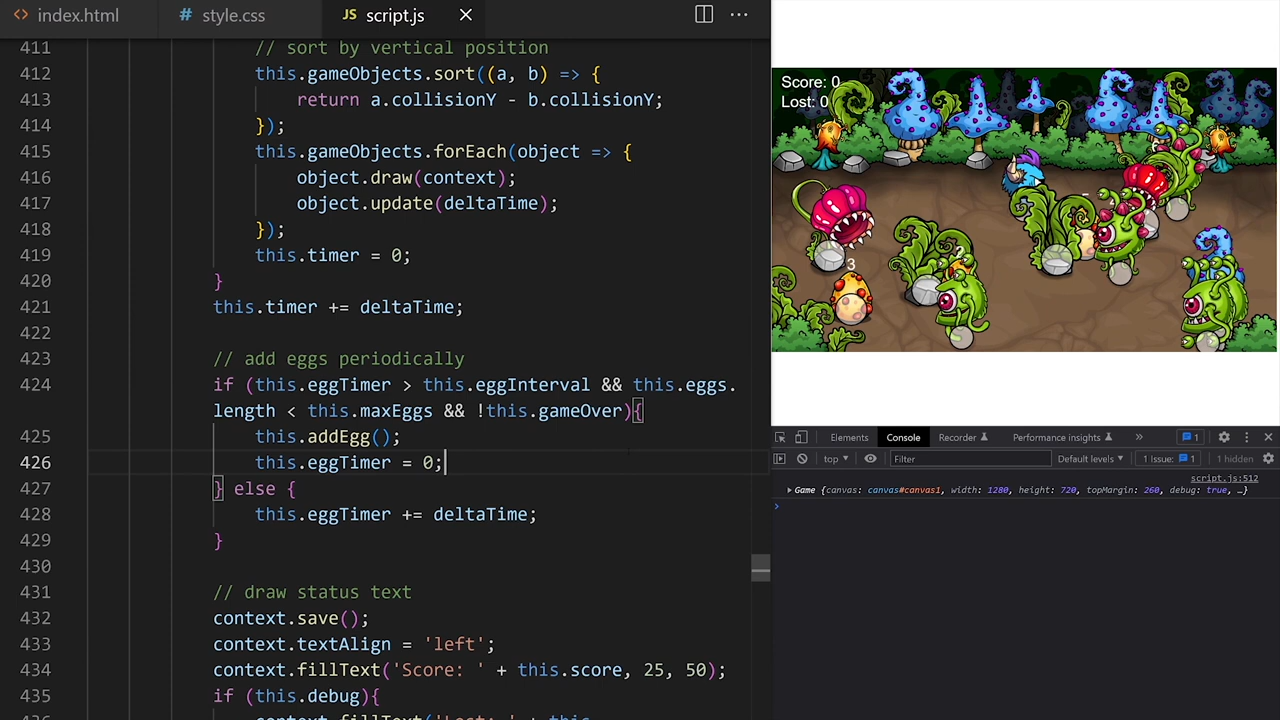 index.html
# style.css
JS script.js
411 // sort by vertical position
412 this.gameObjects.sort((a, b) => {
413 return a.collisionY - b.collisionY;
414 });
415 this.gameObjects.forEach(object => {
416 object.draw(context);
417 object.update(deltaTime);
418 });
419 this.timer = 0;
420 }
421 this.timer += deltaTime;
422
423 // add eggs periodically
424 if (this.eggTimer > this.eggInterval && this.eggs.
length < this.maxEggs && !this.gameOver){
425 this.addEgg();
426 this.eggTimer = 0;
427 } else {
428 this.eggTimer += deltaTime;
429 }
430
431 // draw status text
432 context.save();
433 context.textAlign = 'left';
434 context.fillText('Score: ' + this.score, 25, 50);
435 if (this.debug){
Score: 0
Lost: 0
3
2
Elements Console Recorder Performance insights » 1
top Filter Default levels 1 Issue: 1 1 hidden
script.js:512
Game {canvas: canvas#canvas1, width: 1280, height: 720, topMargin: 260, debug: true, …}